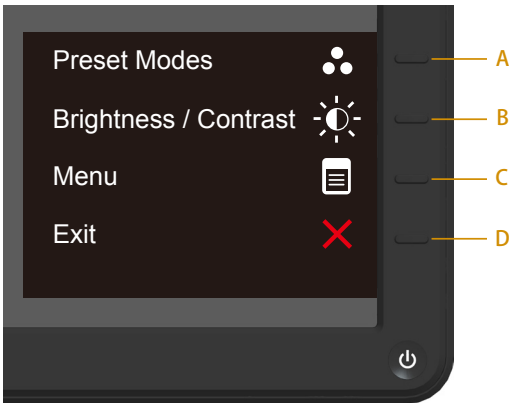 Preset Modes
A
Brightness / Contrast
B
Menu
C
Exit
D